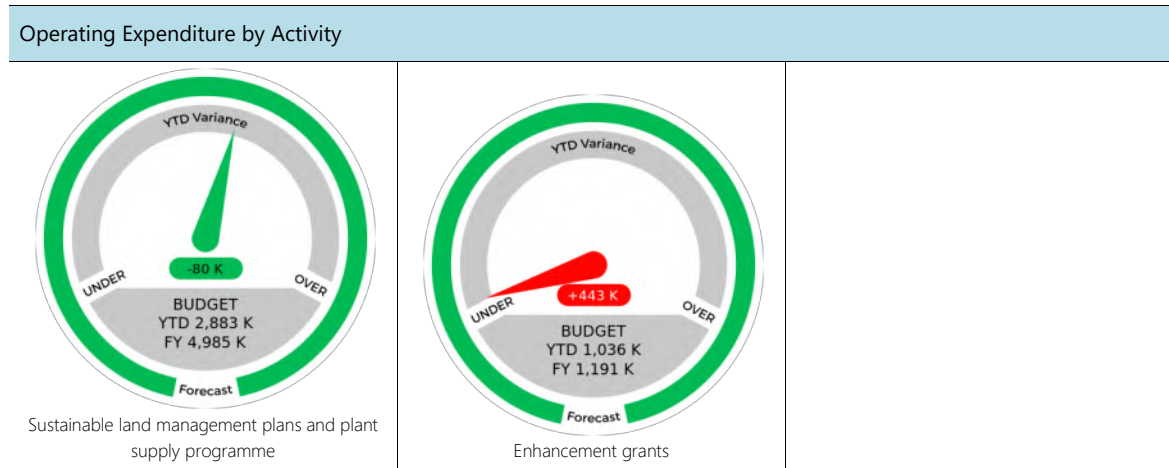 Operating Expenditure by Activity
YTD Variance
-80 K
UNDER
OVER
BUDGET
YTD 2,883 K
FY 4,985 K
Forecast
Sustainable land management plans and plant
supply programme
YTD Variance
+443 K
UNDER
OVER
BUDGET
YTD 1,036 K
FY 1,191 K
Forecast
Enhancement grants